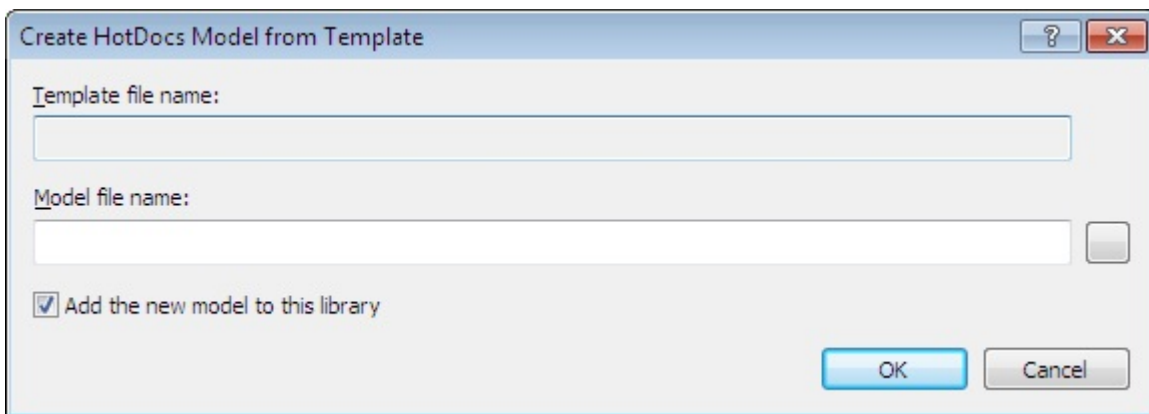 Create HotDocs Model from Template
Template file name:
Model file name:
Add the new model to this library
OK
Cancel